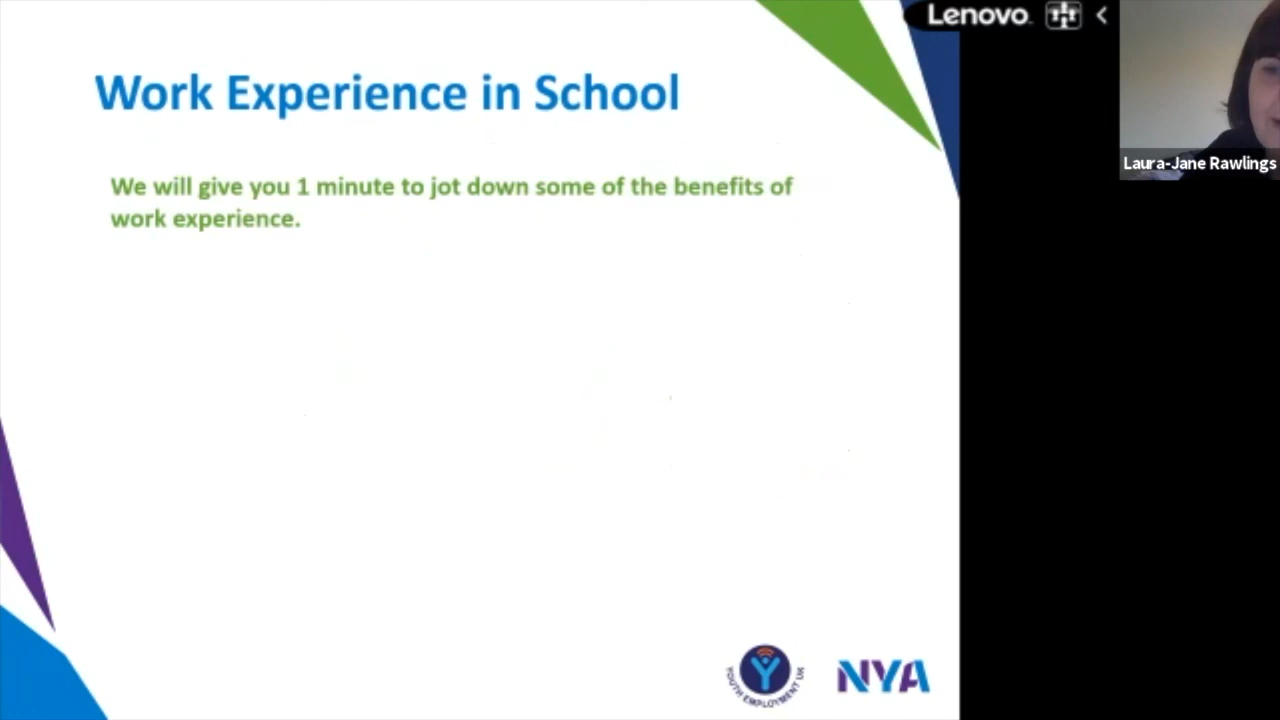 Lenovo
Work Experience in School
Laura-Jane Rawlings
We will give you 1 minute to jot down some of the benefits of
work experience.
YOUTH EMPLOYMENT UK
NYA